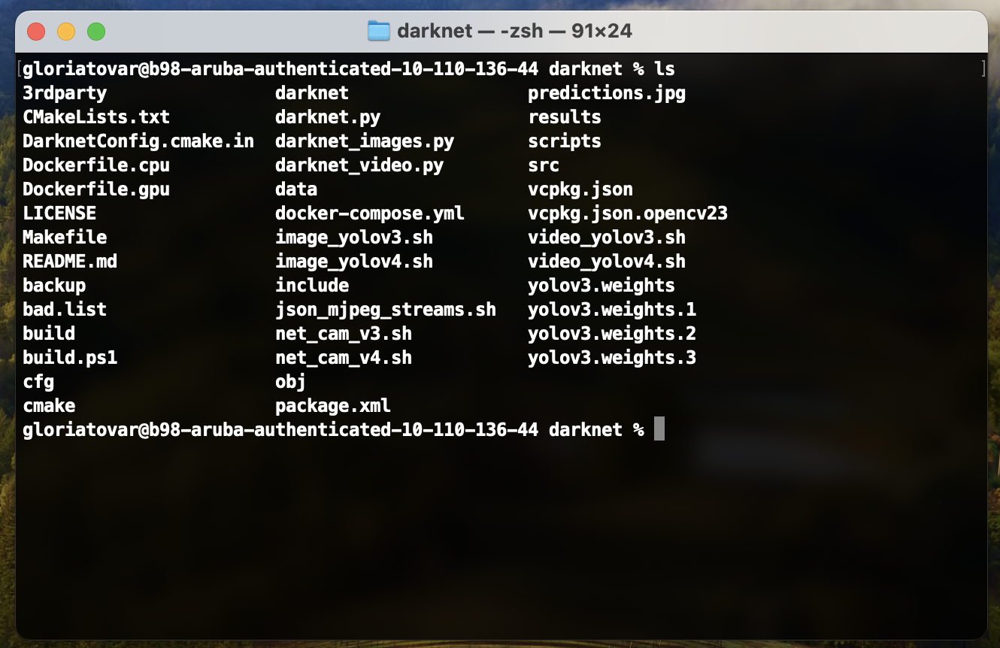 darknet — -zsh — 91×24
gloriatovar@b98-aruba-authenticated-10-110-136-44 darknet % ls
3rdparty darknet predictions.jpg
CMakeLists.txt darknet.py results
DarknetConfig.cmake.in darknet_images.py scripts
Dockerfile.cpu darknet_video.py src
Dockerfile.gpu data vcpkg.json
LICENSE docker-compose.yml vcpkg.json.opencv23
Makefile image_yolov3.sh video_yolov3.sh
README.md image_yolov4.sh video_yolov4.sh
backup include yolov3.weights
bad.list json_mjpeg_streams.sh yolov3.weights.1
build net_cam_v3.sh yolov3.weights.2
build.ps1 net_cam_v4.sh yolov3.weights.3
cfg obj
cmake package.xml
gloriatovar@b98-aruba-authenticated-10-110-136-44 darknet %